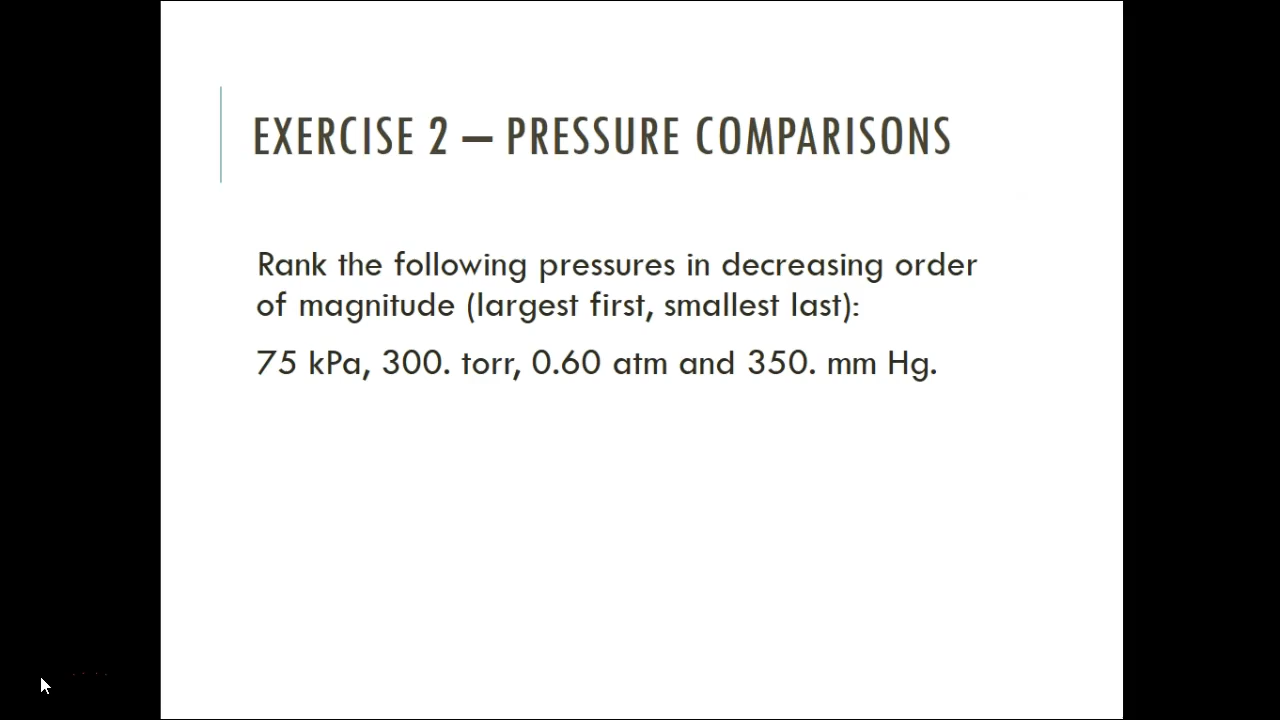 EXERCISE 2 – PRESSURE COMPARISONS
Rank the following pressures in decreasing order
of magnitude (largest first, smallest last):
75 kPa, 300. torr, 0.60 atm and 350. mm Hg.